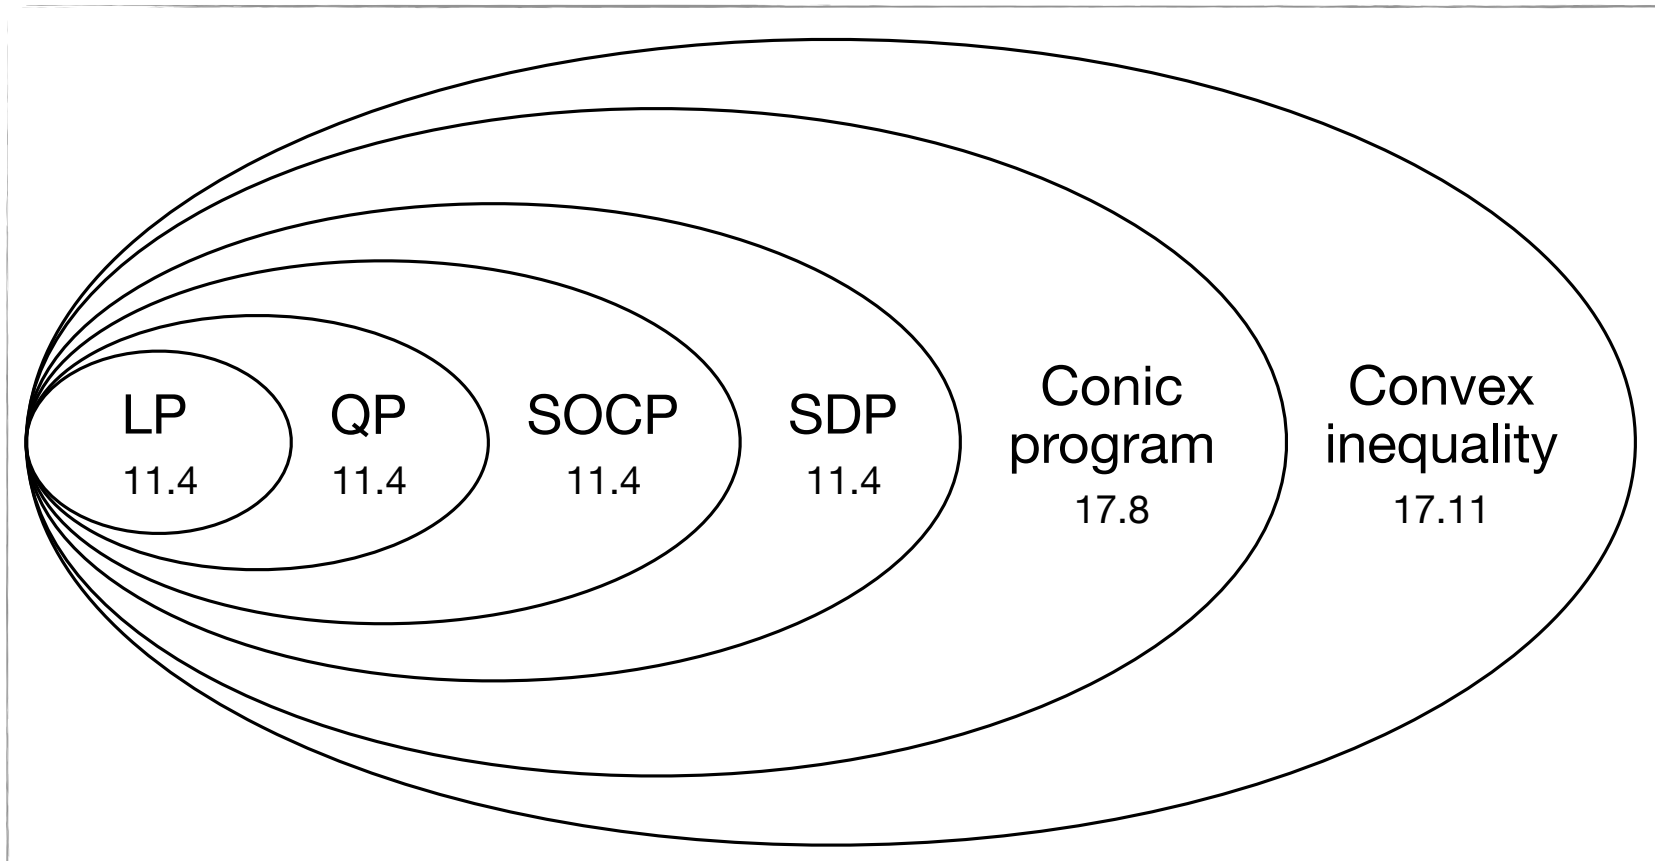 LP
11.4
QP
11.4
SOCP
11.4
SDP
11.4
Conic
program
17.8
Convex
inequality
17.11